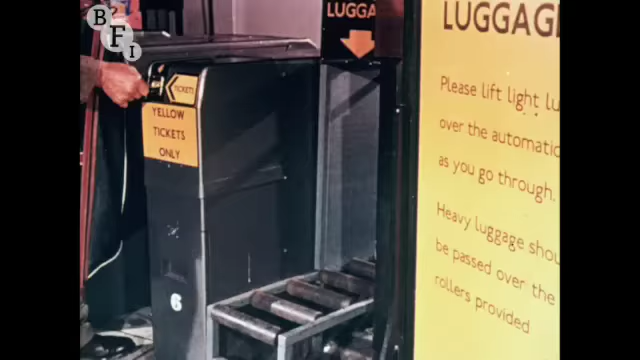 BFI
LUGGA
TICKETS
YELLOW
TICKETS
ONLY
6
LUGGAGE
Please lift light lu
over the automatic
as you go through.
Heavy luggage shou
be passed over the
rollers provided